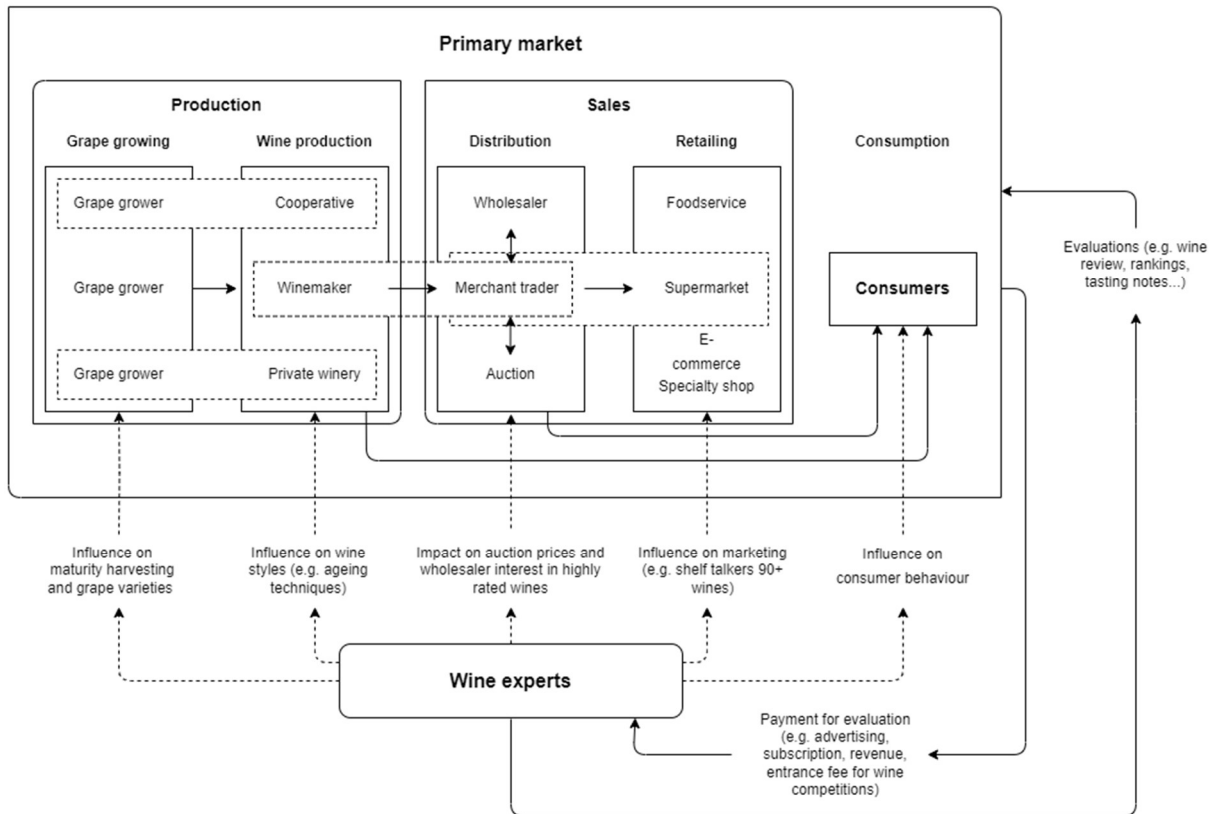 Primary market
Production
Sales
Grape growing
Wine production
Distribution
Retailing
Consumption
Grape grower
Cooperative
Wholesaler
Foodservice
Grape grower
Winemaker
Merchant trader
Supermarket
Consumers
Grape grower
Private winery
Auction
E-
commerce
Specialty shop
Evaluations (e.g. wine
review, rankings,
tasting notes...)
Influence on
maturity harvesting
and grape varieties
Influence on wine
styles (e.g. ageing
techniques)
Impact on auction prices and
wholesaler interest in highly
rated wines
Influence on marketing
(e.g. shelf talkers 90+
wines)
Influence on
consumer behaviour
Wine experts
Payment for evaluation
(e.g. advertising,
subscription, revenue,
entrance fee for wine
competitions)